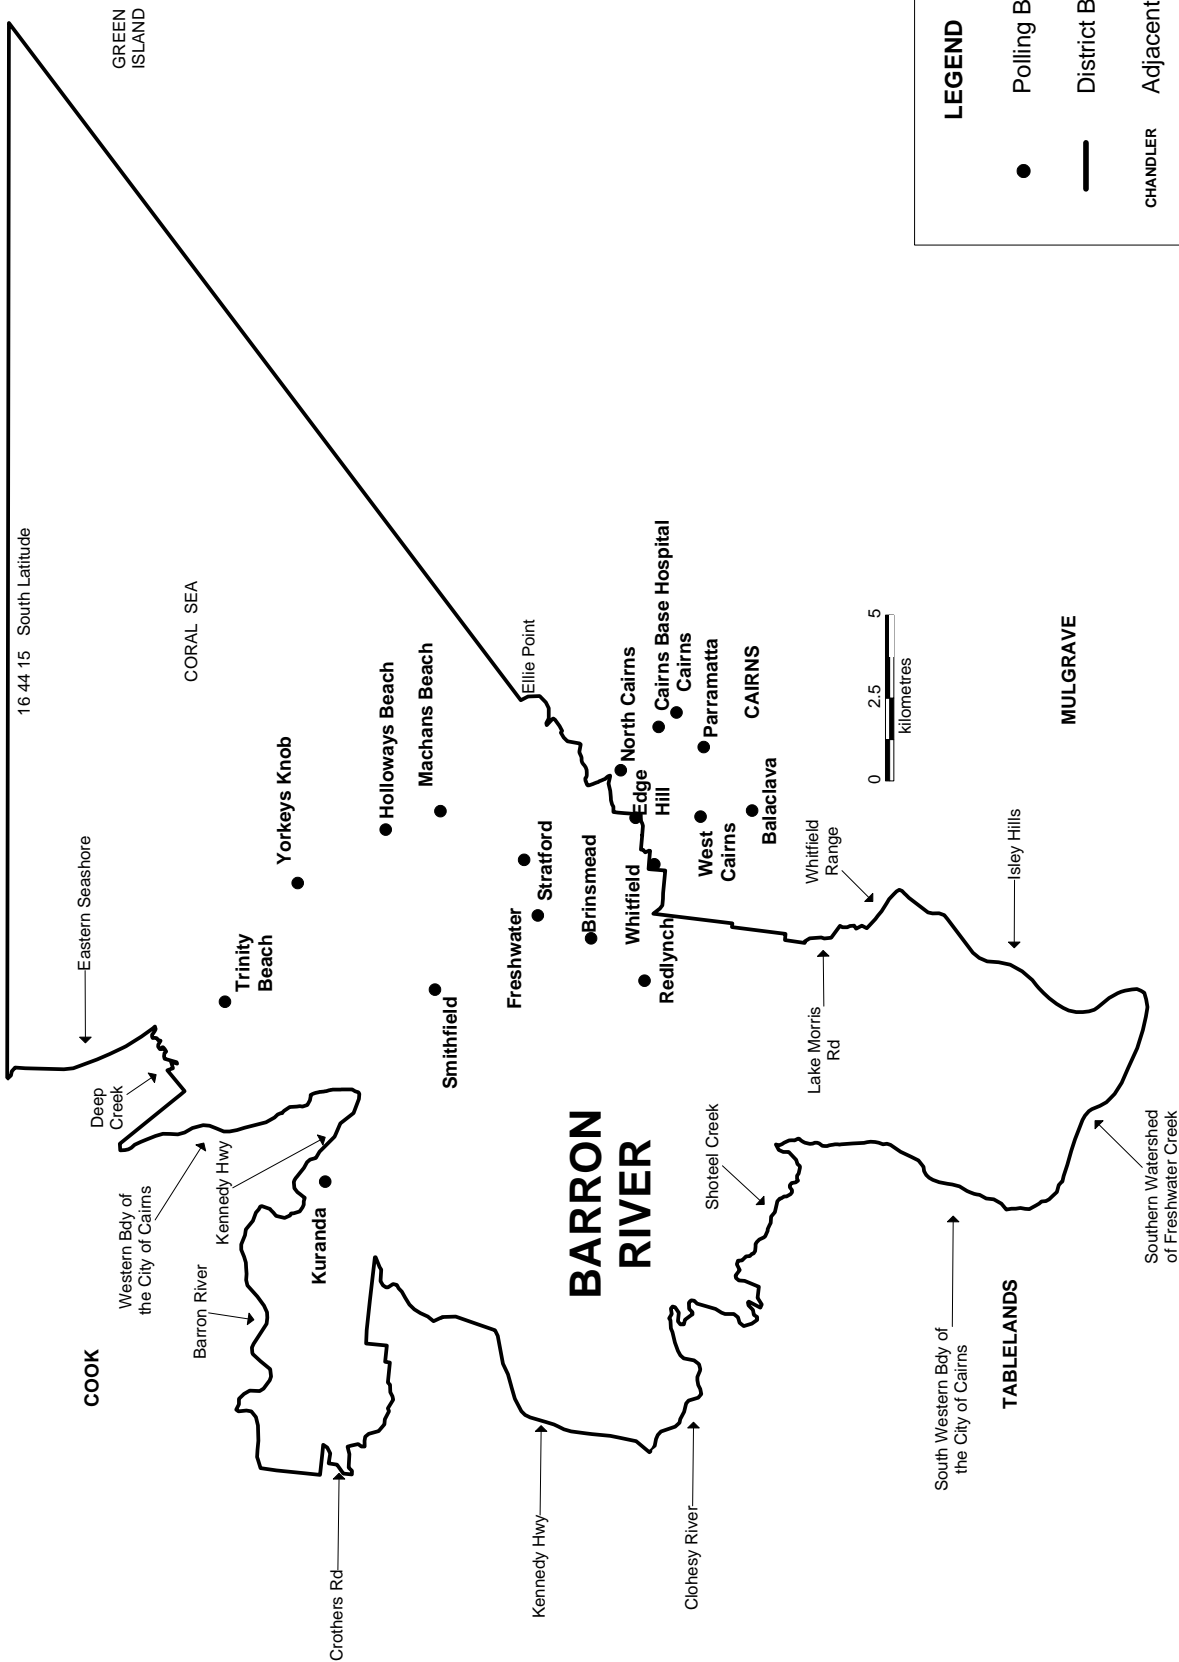 16 44 15 South Latitude
GREEN
ISLAND
CORAL SEA
Eastern Seashore
Deep
Creek
Western Bdy of
the City of Cairns
Kennedy Hwy
Barron River
COOK
Crothers Rd
Kuranda
Trinity
Beach
Yorkeys Knob
Holloways Beach
Machans Beach
Smithfield
Freshwater
Stratford
Brinsmead
Whitfield
Redlynch
Ellie Point
Edge
Hill
North Cairns
Cairns Base Hospital
Cairns
Parramatta
CAIRNS
West
Cairns
Balaclava
BARRON
RIVER
Kennedy Hwy
Clohesy River
Shoteel Creek
Lake Morris
Rd
Whitfield
Range
Isley Hills
0 2.5 5
kilometres
MULGRAVE
South Western Bdy of
the City of Cairns
TABLELANDS
Southern Watershed
of Freshwater Creek
LEGEND
Polling B
District B
CHANDLER Adjacent